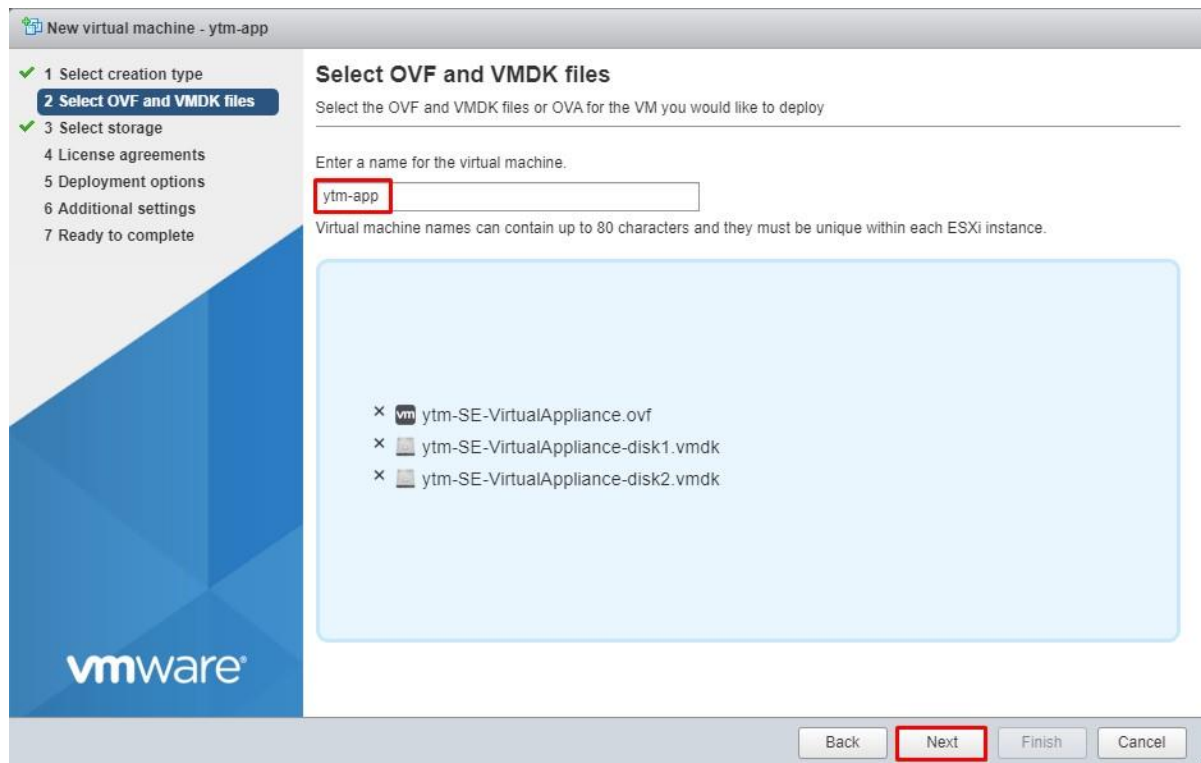 New virtual machine - ytm-app
1 Select creation type
2 Select OVF and VMDK files
3 Select storage
4 License agreements
5 Deployment options
6 Additional settings
7 Ready to complete
Select OVF and VMDK files
Select the OVF and VMDK files or OVA for the VM you would like to deploy
Enter a name for the virtual machine.
ytm-app
Virtual machine names can contain up to 80 characters and they must be unique within each ESXi instance.
× vm ytm-SE-VirtualAppliance.ovf
× ytm-SE-VirtualAppliance-disk1.vmdk
× ytm-SE-VirtualAppliance-disk2.vmdk
vmware®
Back Next Finish Cancel